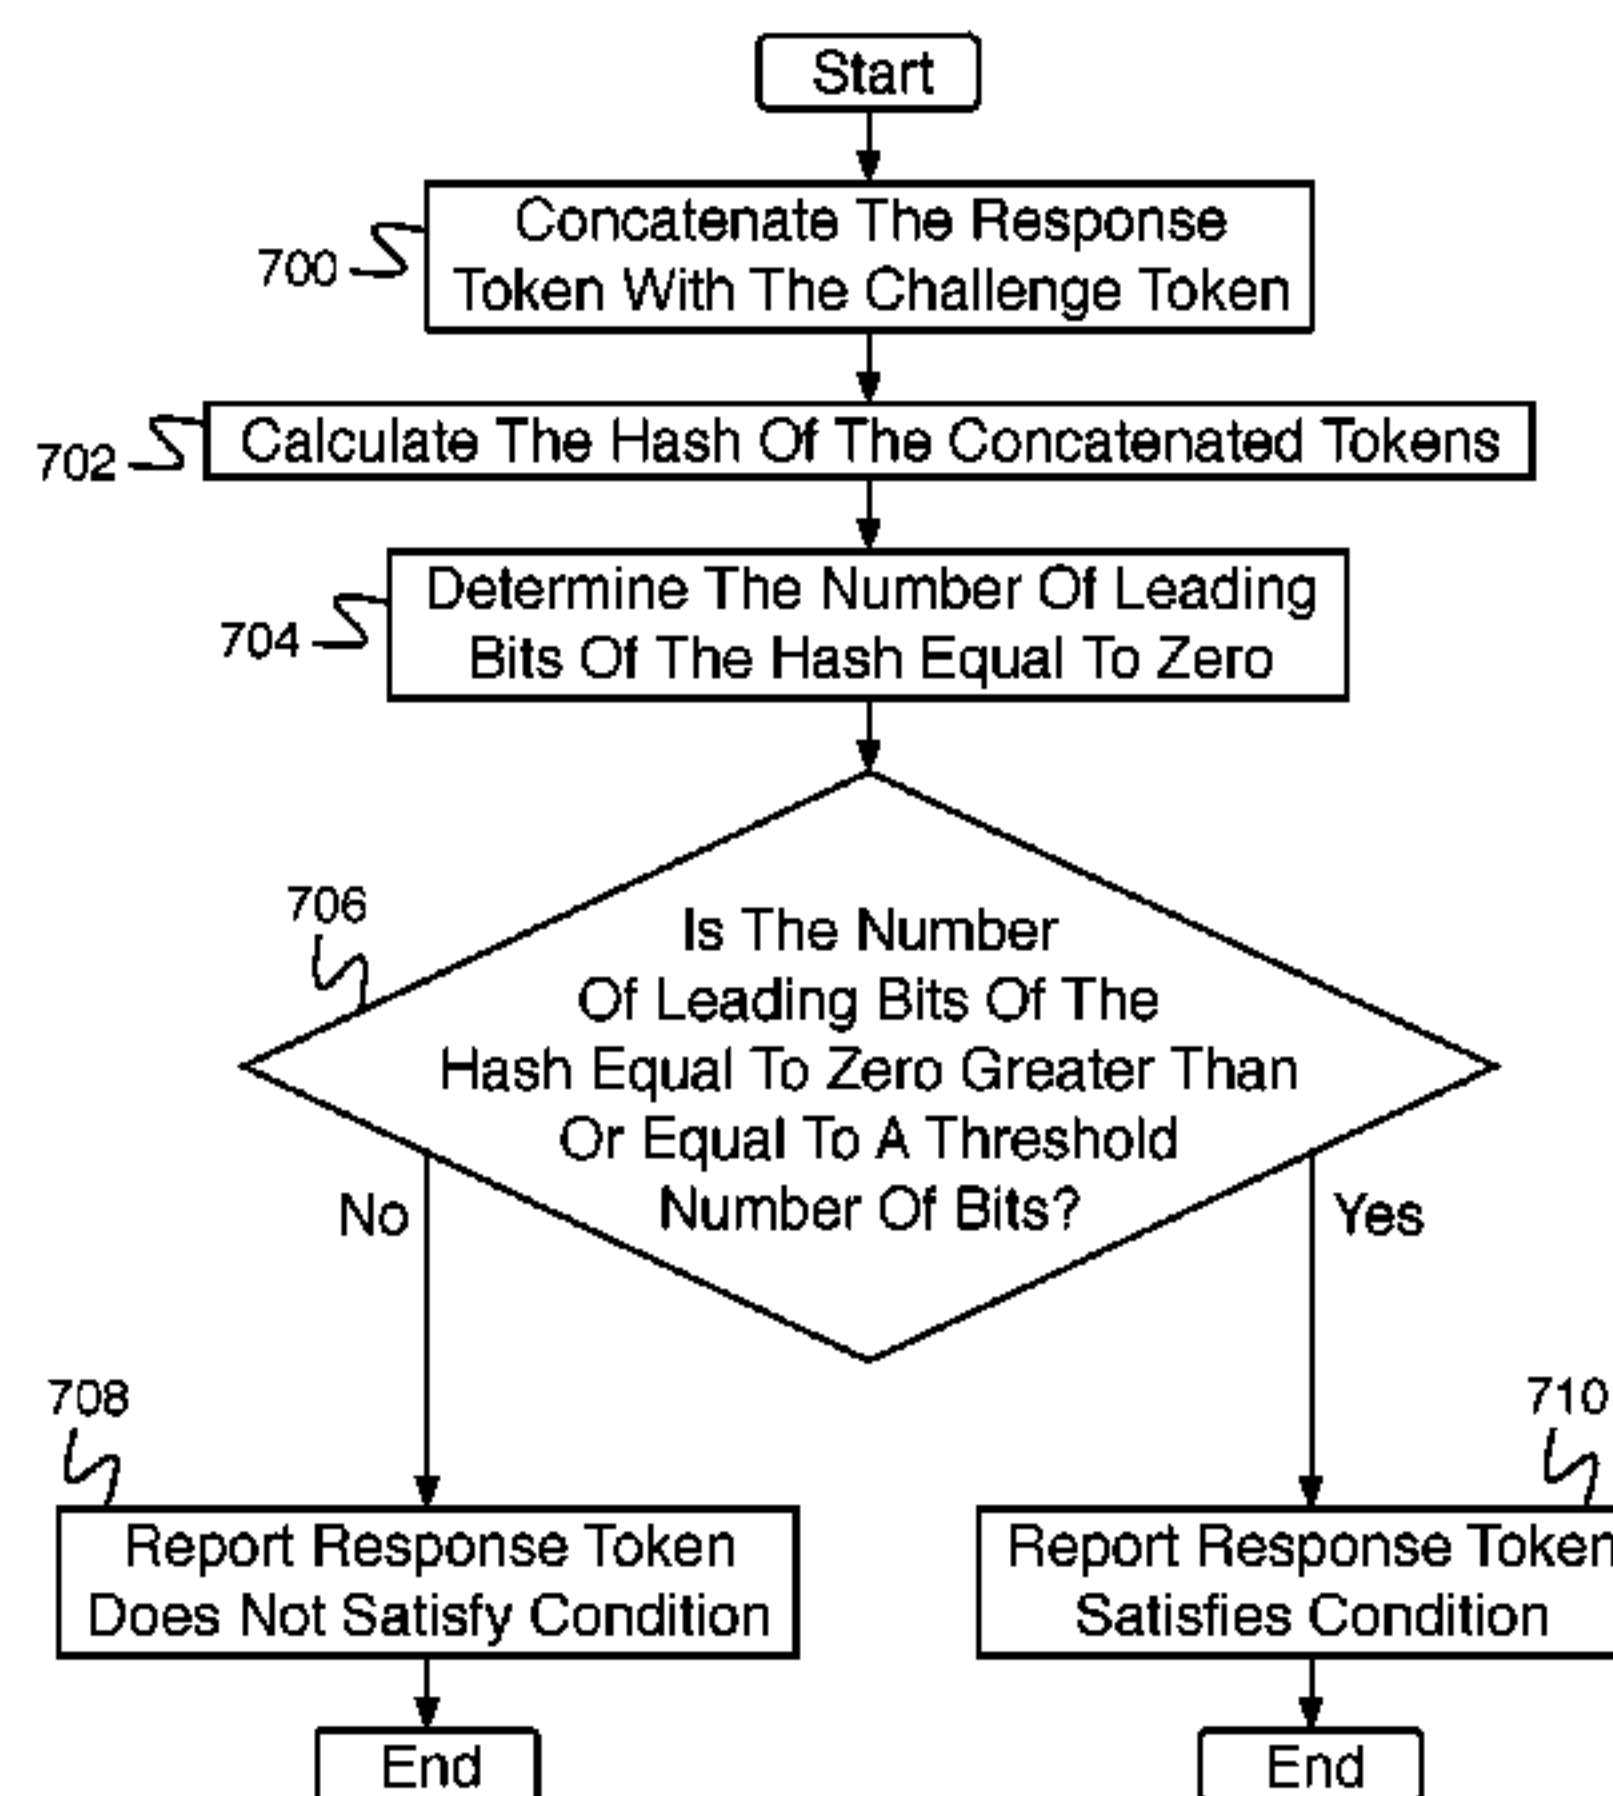 Start
700
Concatenate The Response
Token With The Challenge Token
702
Calculate The Hash Of The Concatenated Tokens
704
Determine The Number Of Leading
Bits Of The Hash Equal To Zero
706
Is The Number
Of Leading Bits Of The
Hash Equal To Zero Greater Than
Or Equal To A Threshold
Number Of Bits?
No
Yes
708
Report Response Token
Does Not Satisfy Condition
End
710
Report Response Token
Satisfies Condition
End